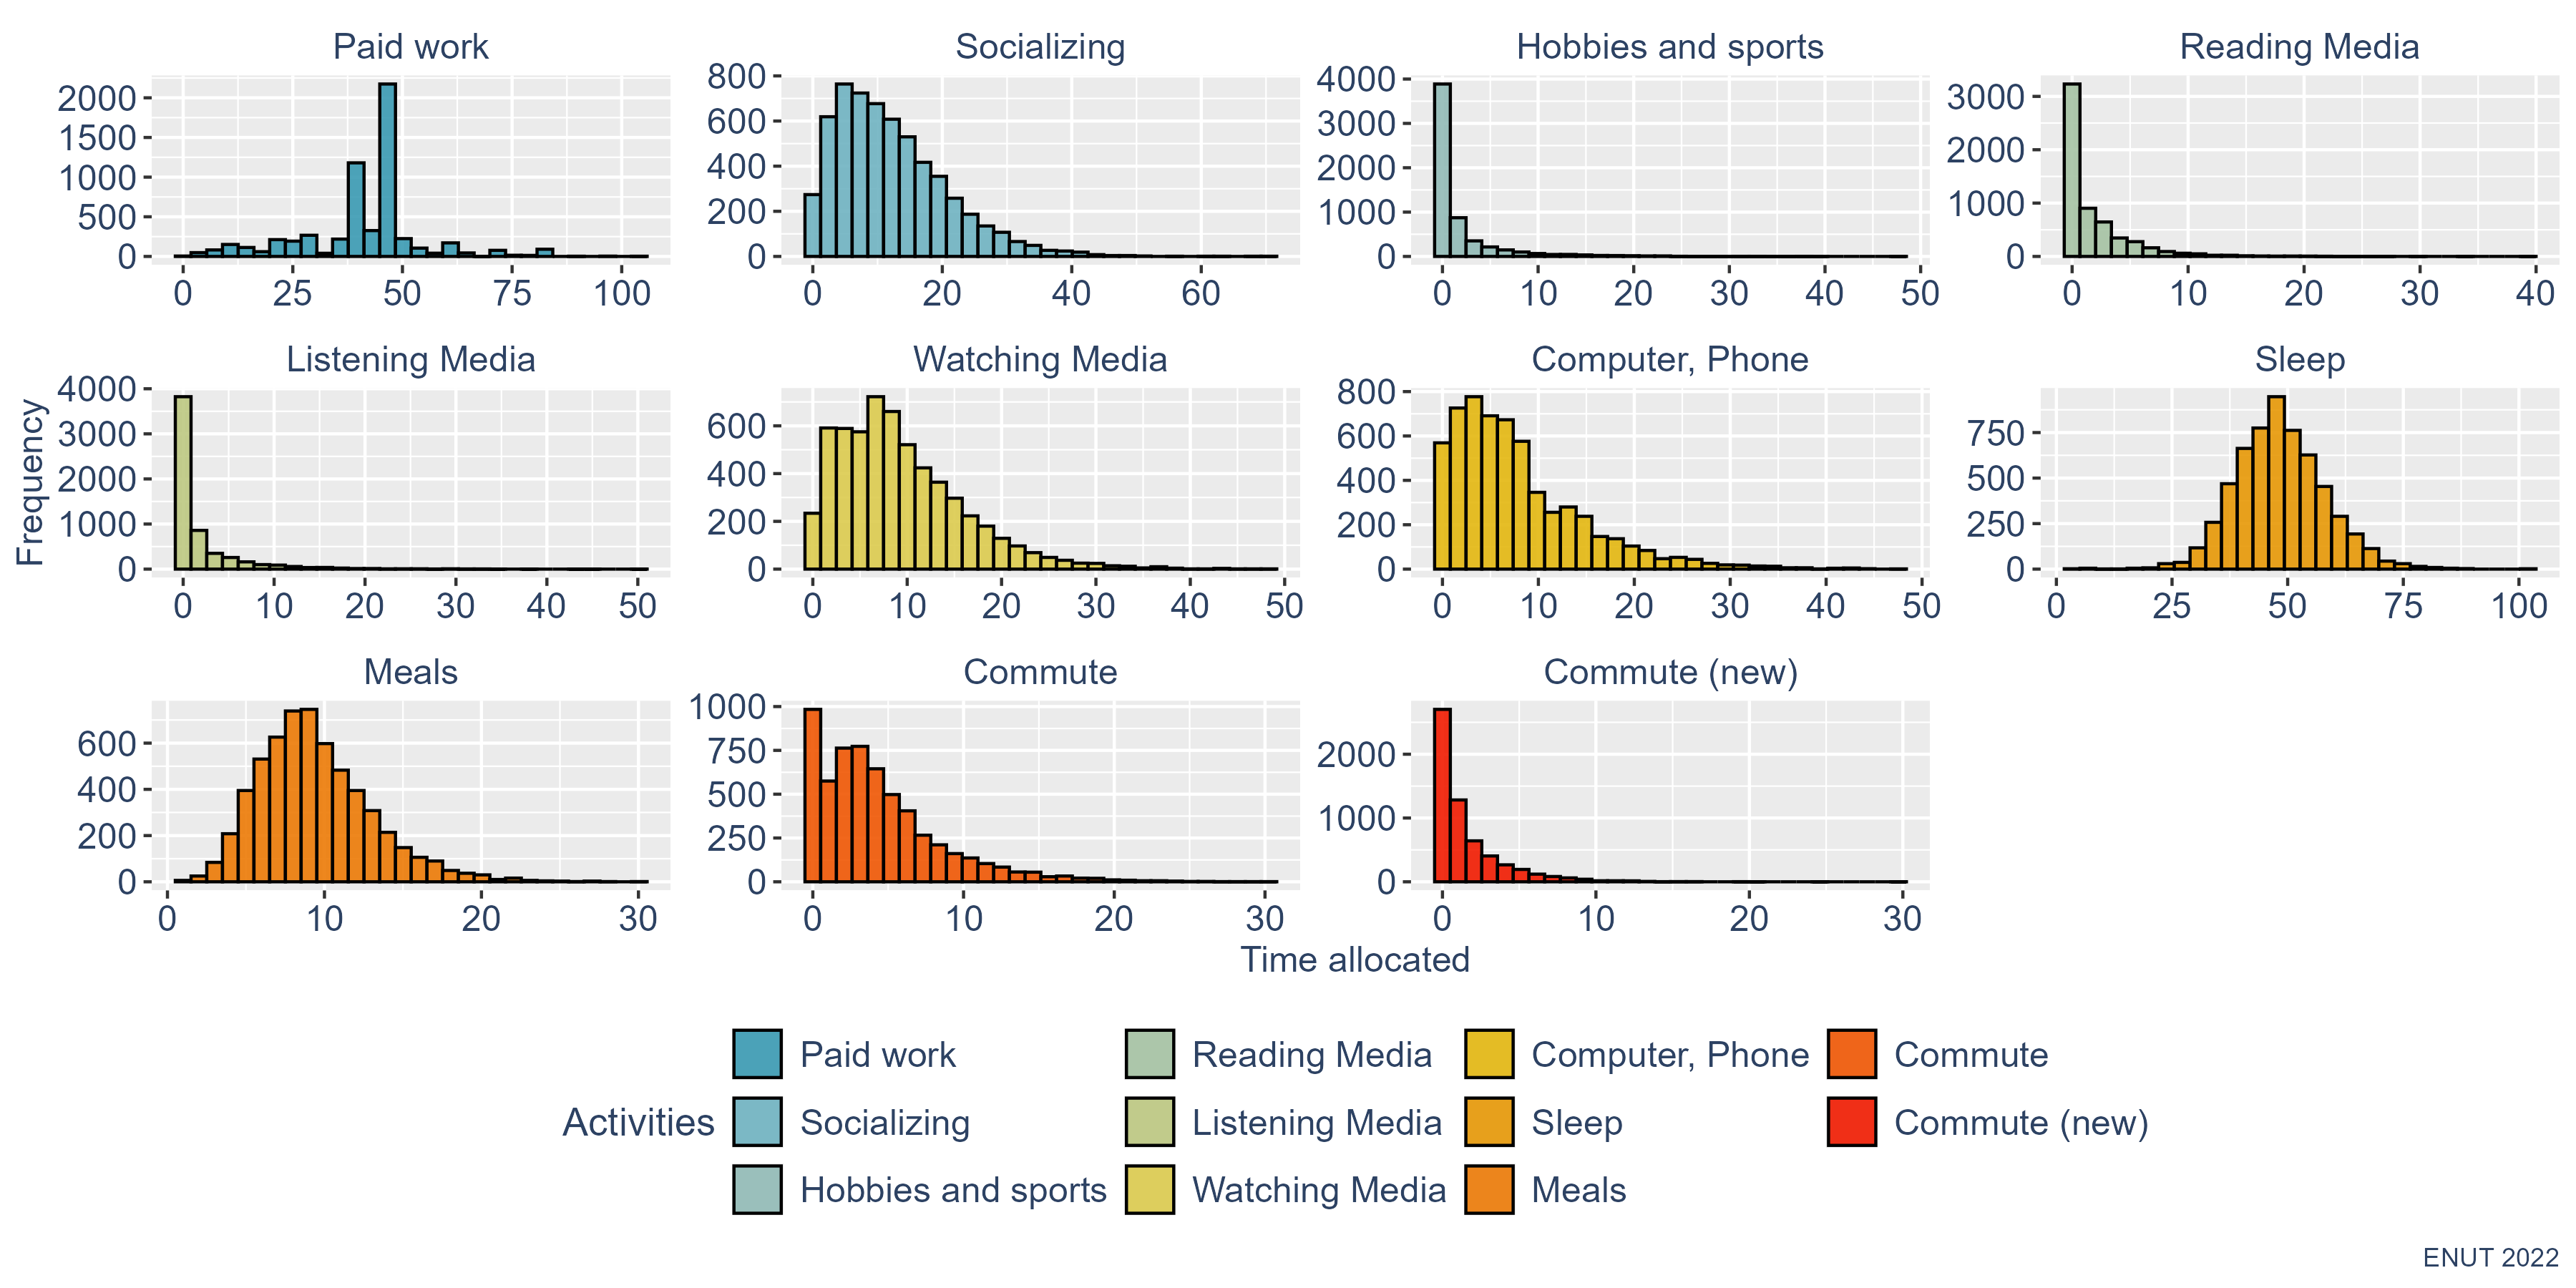 Paid work
Socializing
Hobbies and sports
Reading Media
2000
1500
1000
500
0
0 25 50 75 100
800
600
400
200
0
0 20 40 60
4000
3000
2000
1000
0
0 10 20 30 40 50
3000
2000
1000
0
0 10 20 30 40
Frequency
Listening Media
Watching Media
Computer, Phone
Sleep
4000
3000
2000
1000
0
0 10 20 30 40 50
600
400
200
0
0 10 20 30 40 50
800
600
400
200
0
0 10 20 30 40 50
750
500
250
0
0 25 50 75 100
Meals
Commute
Commute (new)
600
400
200
0
0 10 20 30
1000
750
500
250
0
0 10 20 30
2000
1000
0
0 10 20 30
Time allocated
Activities
Paid work
Socializing
Hobbies and sports
Reading Media
Listening Media
Watching Media
Computer, Phone
Sleep
Meals
Commute
Commute (new)
ENUT 2022